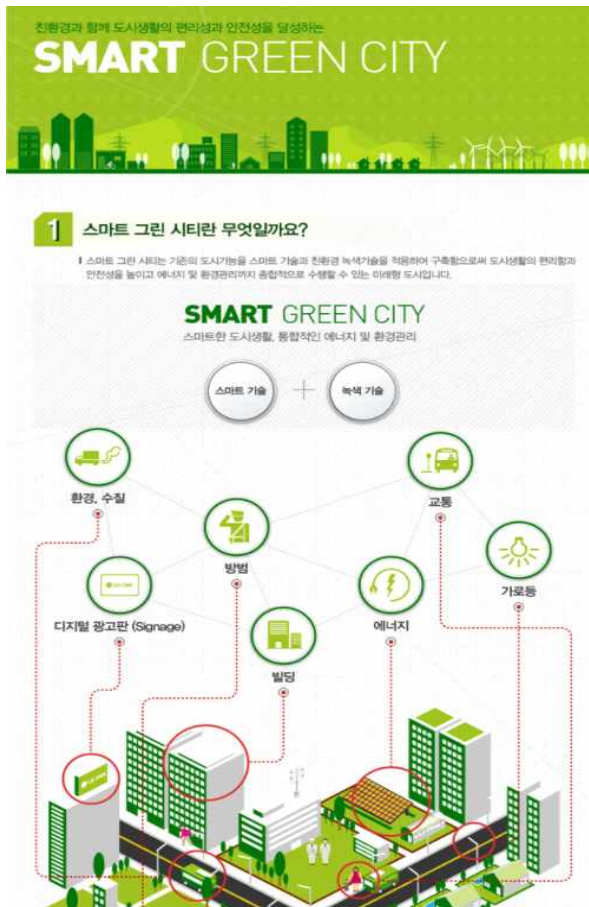 친환경과 함께 도시생활의 편리성과 안전성을 달성하는
SMART GREEN CITY
1 스마트 그린 시티란 무엇일까요?
스마트 그린 시티는 기존의 도시기능을 스마트 기술과 친환경 녹색기술을 적용하여 구축함으로써 도시생활의 편리함과
안전성을 높이고 에너지 및 환경관리까지 종합적으로 수행할 수 있는 미래형 도시입니다.
SMART GREEN CITY
스마트한 도시생활, 통합적인 에너지 및 환경관리
스마트 기술 + 녹색 기술
환경, 수질
교통
방범
가로등
디지털 광고판 (Signage)
에너지
빌딩